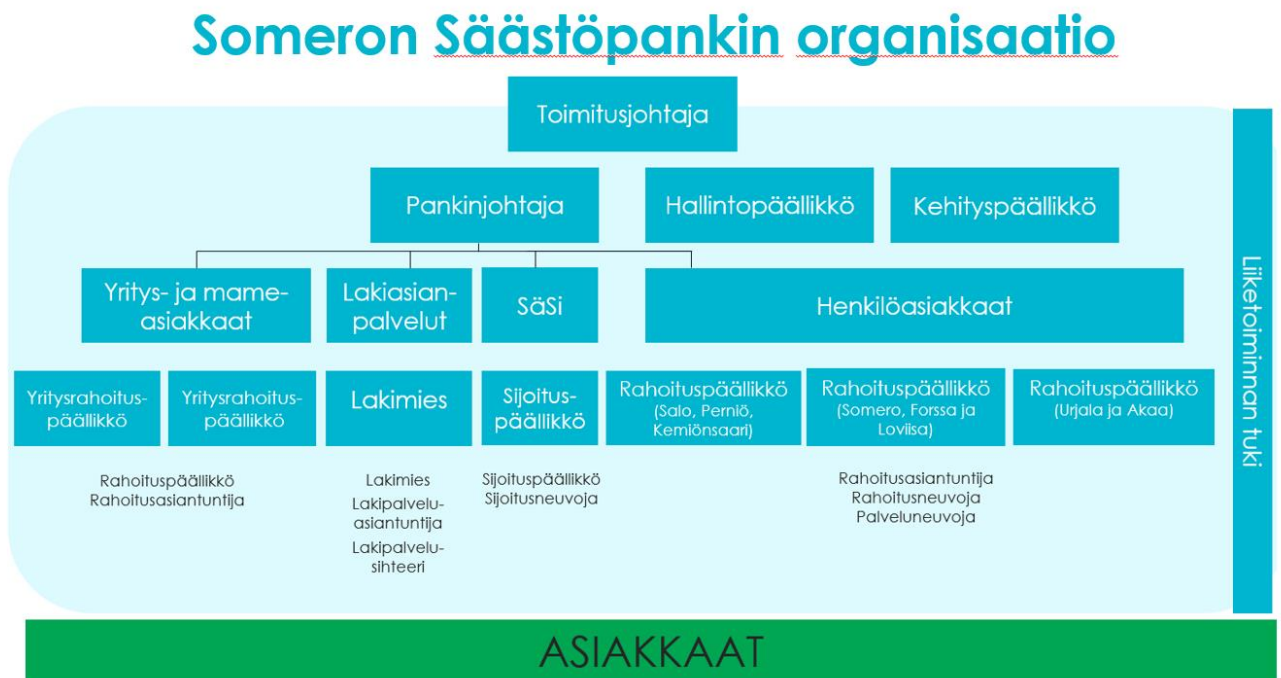 Someron Säästöpankin organisaatio
Toimitusjohtaja
Pankinjohtaja
Hallintopäällikkö
Kehityspäällikkö
Yritys- ja mame-
asiakkaat
Lakiasian-
palvelut
SäSi
Henkilöasiakkaat
Yritysrahoitus-
päällikkö
Yritysrahoitus-
päällikkö
Lakimies
Sijoitus-
päällikkö
Rahoituspäällikkö
(Salo, Perniö,
Kemiönsaari)
Rahoituspäällikkö
(Somero, Forssa ja
Loviisa)
Rahoituspäällikkö
(Urjala ja Akaa)
Rahoituspäällikkö
Rahoitusasiantuntija
Lakimies
Lakipalvelu-
asiantuntija
Lakipalvelu-
sihteeri
Sijoituspäällikkö
Sijoitusneuvoja
Rahoitusasiantuntija
Rahoitusneuvoja
Palveluneuvoja
Liiketoiminnan tuki
ASIAKKAAT